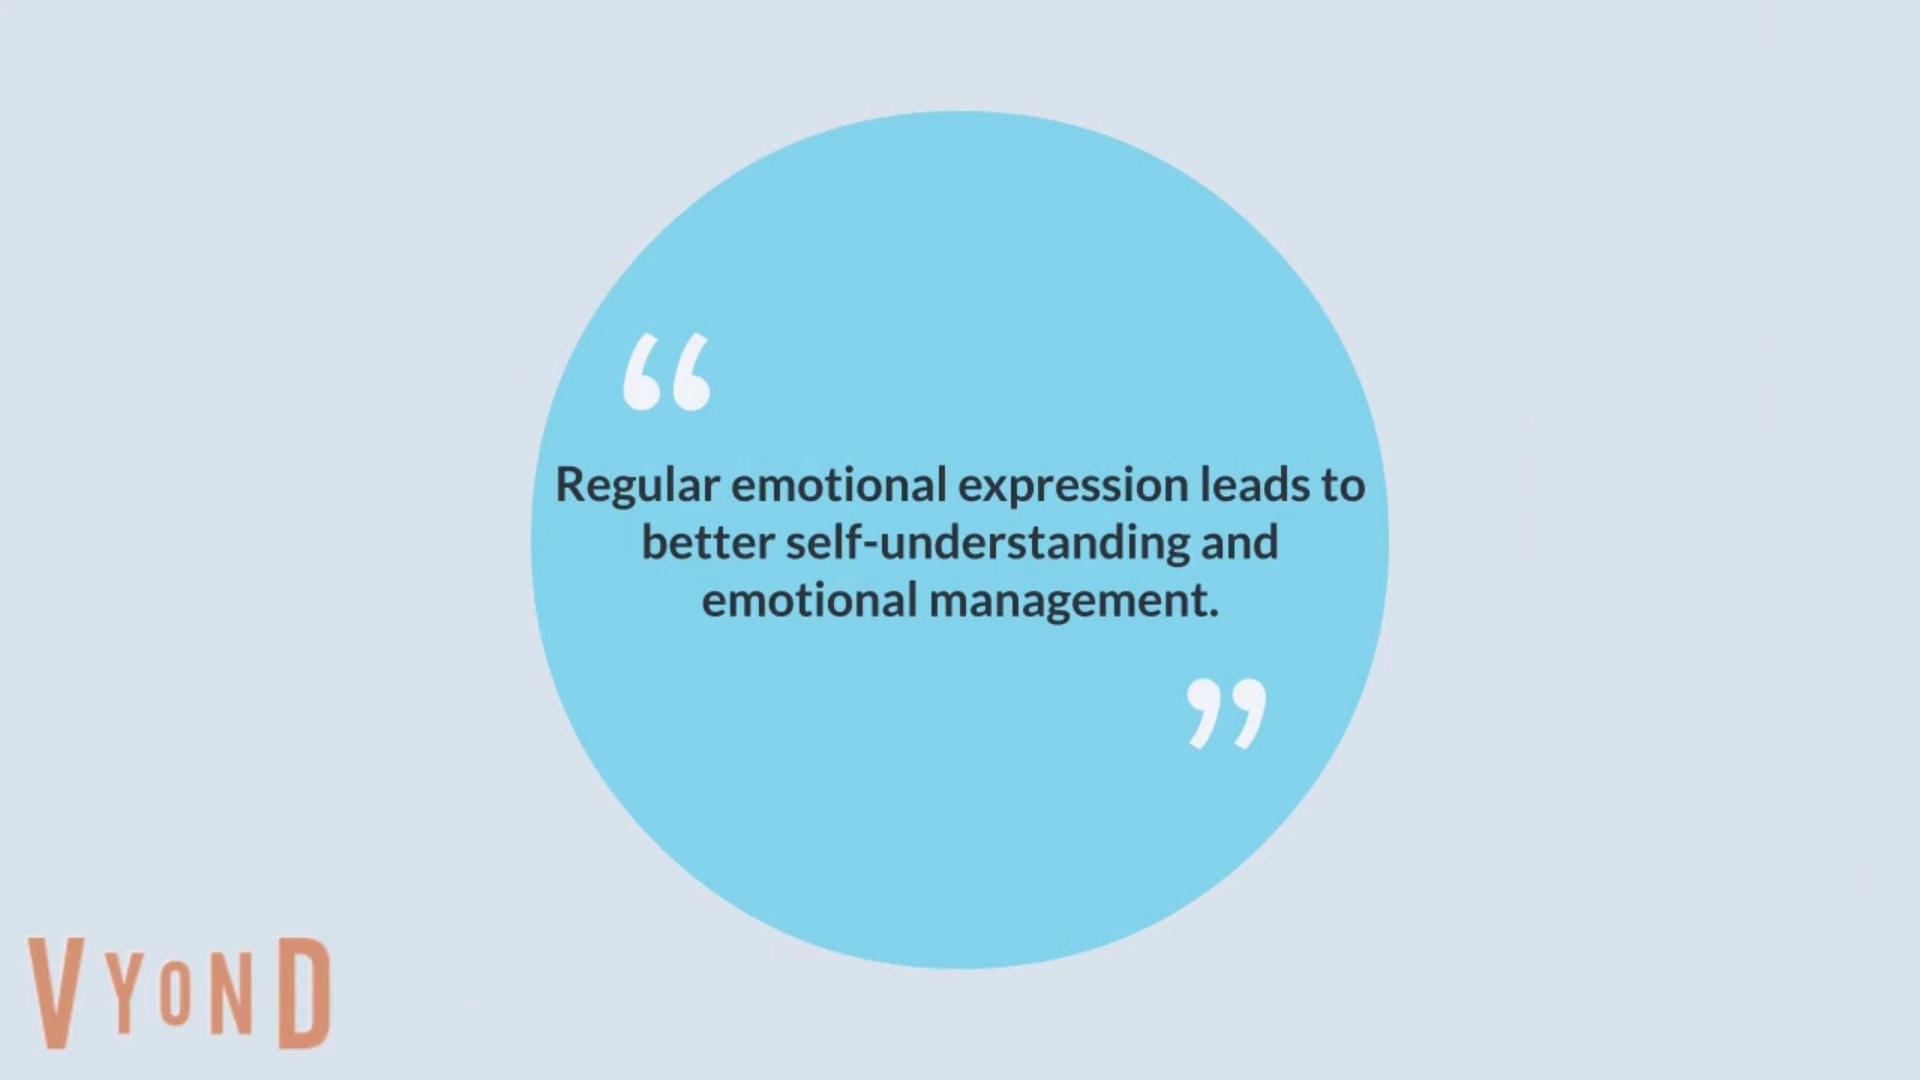 “
Regular emotional expression leads to
better self-understanding and
emotional management.
”
VYOND